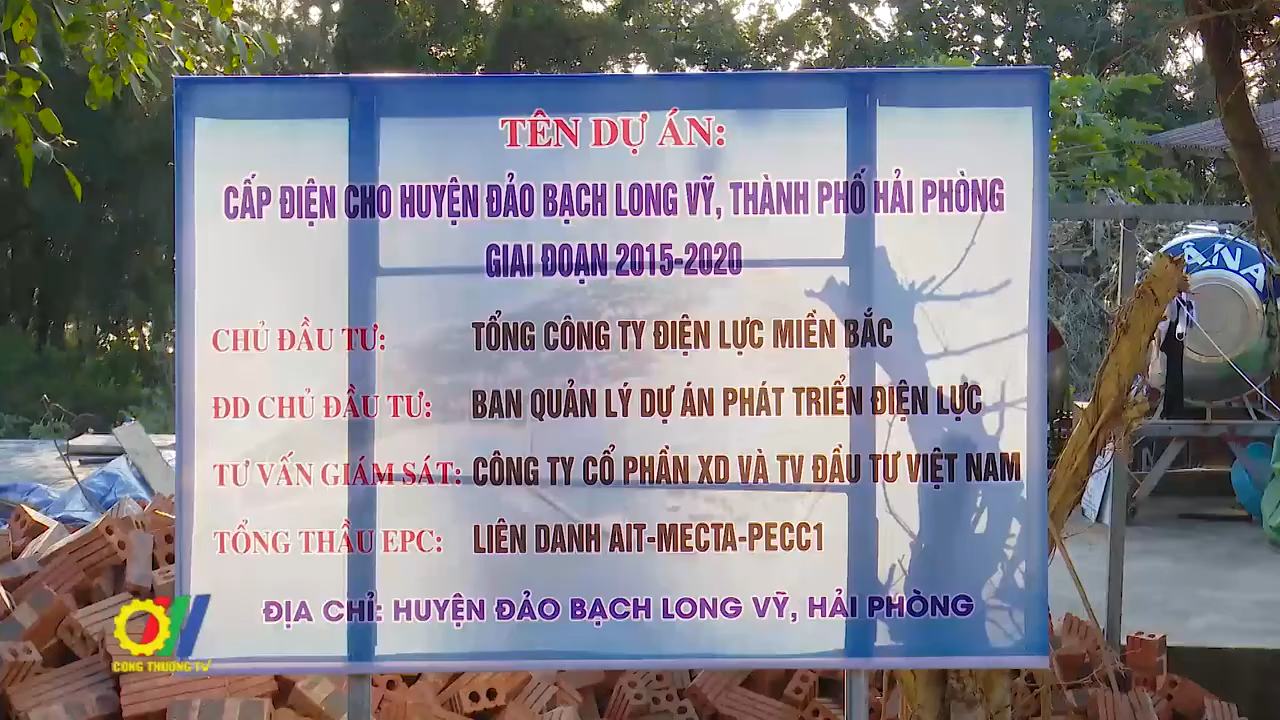 TÊN DỰ ÁN:
CẤP ĐIỆN CHO HUYỆN ĐẢO BẠCH LONG VỸ, THÀNH PHỐ HẢI PHÒNG
GIAI ĐOẠN 2015-2020
CHỦ ĐẦU TƯ: TỔNG CÔNG TY ĐIỆN LỰC MIỀN BẮC
ĐD CHỦ ĐẦU TƯ: BAN QUẢN LÝ DỰ ÁN PHÁT TRIỂN ĐIỆN LỰC
TƯ VẤN GIÁM SÁT: CÔNG TY CỔ PHẦN XD VÀ TV ĐẦU TƯ VIỆT NAM
TỔNG THẦU EPC: LIÊN DANH AIT-MECTA-PECC1
ĐỊA CHỈ: HUYỆN ĐẢO BẠCH LONG VỸ, HẢI PHÒNG
CÔNG THƯƠNG TV